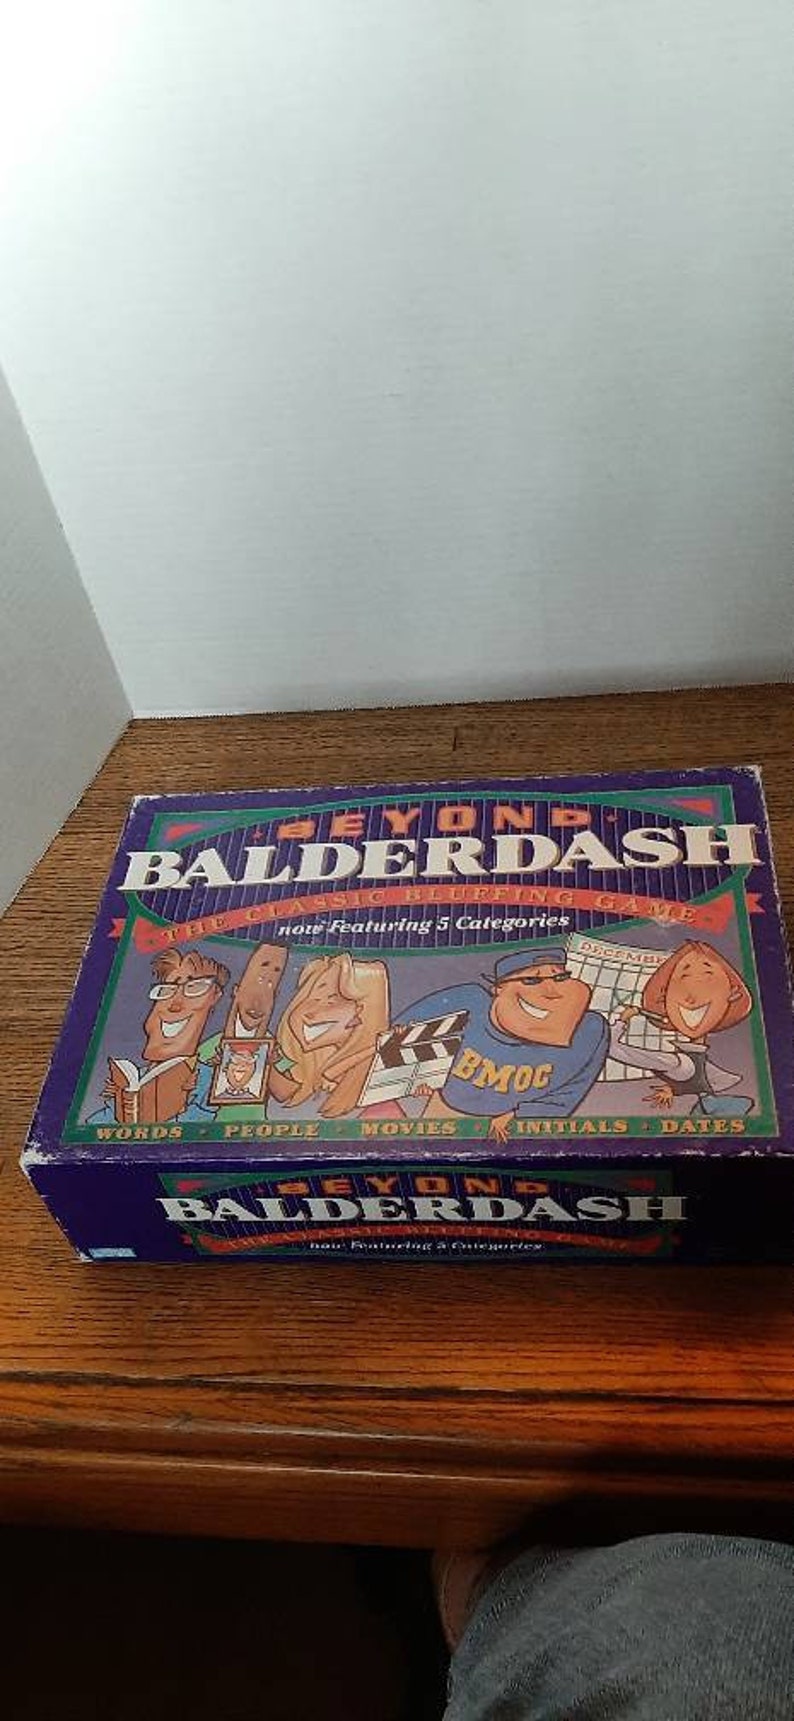 BEYOND
BALDERDASH
THE CLASSIC BLUFFING GAME
now Featuring 5 Categories
DECEMBE
BMOC
WORDS · PEOPLE · MOVIES · INITIALS · DATES
BEYOND
BALDERDASH
THE CLASSIC BLUFFING GAME
now Featuring 5 Categories